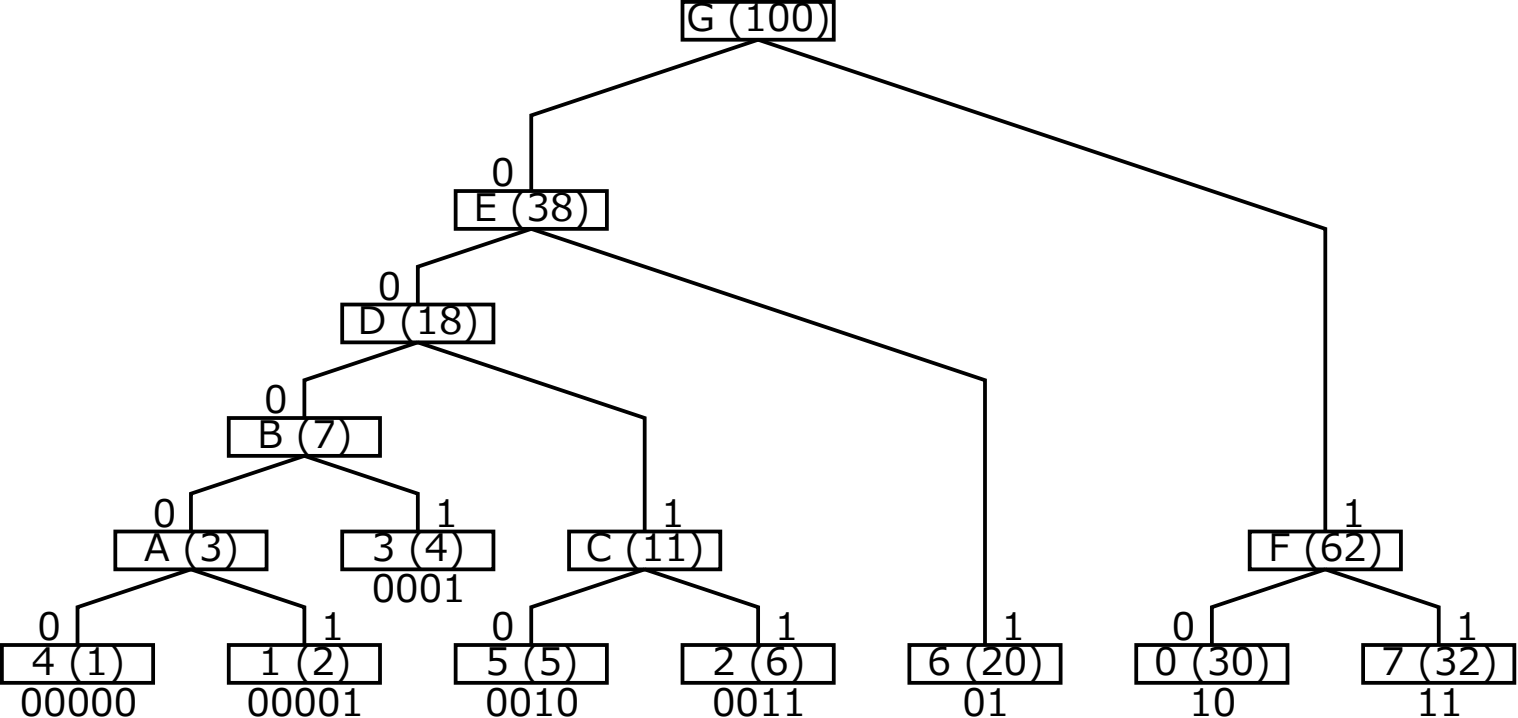 G (100)
0
E (38)
0
D (18)
0
B (7)
0 1 1 1
A (3) 3 (4) C (11) F (62)
0001
0 1 0 1 1 0 1
4 (1) 1 (2) 5 (5) 2 (6) 6 (20) 0 (30) 7 (32)
00000 00001 0010 0011 01 10 11